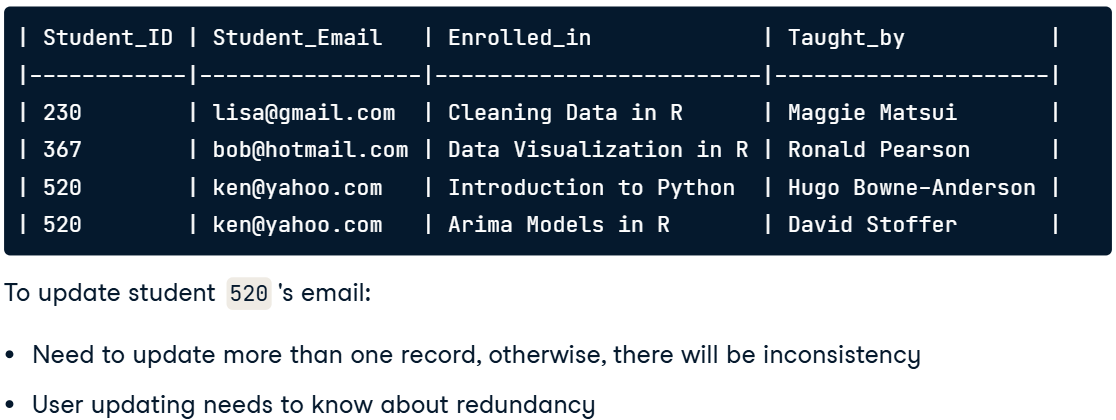 | Student_ID | Student_Email   | Enrolled_in             | Taught_by           |
|------------|-----------------|-------------------------|---------------------|
| 230        | lisa@gmail.com  | Cleaning Data in R      | Maggie Matsui       |
| 367        | bob@hotmail.com | Data Visualization in R | Ronald Pearson      |
| 520        | ken@yahoo.com   | Introduction to Python  | Hugo Bowne-Anderson |
| 520        | ken@yahoo.com   | Arima Models in R       | David Stoffer       |
To update student 520 's email:
• Need to update more than one record, otherwise, there will be inconsistency
• User updating needs to know about redundancy